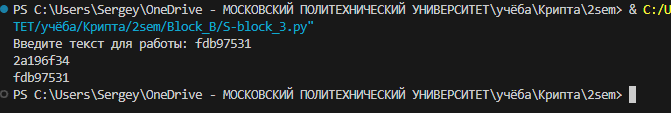 PS C:\Users\Sergey\OneDrive - МОСКОВСКИЙ ПОЛИТЕХНИЧЕСКИЙ УНИВЕРСИТЕТ\учёба\Крипта\2sem> & C:/U
ТЕТ/учёба/Крипта/2sem/Block_B/S-block_3.py"
Введите текст для работы: fdb97531
2a196f34
fdb97531
PS C:\Users\Sergey\OneDrive - МОСКОВСКИЙ ПОЛИТЕХНИЧЕСКИЙ УНИВЕРСИТЕТ\учёба\Крипта\2sem>